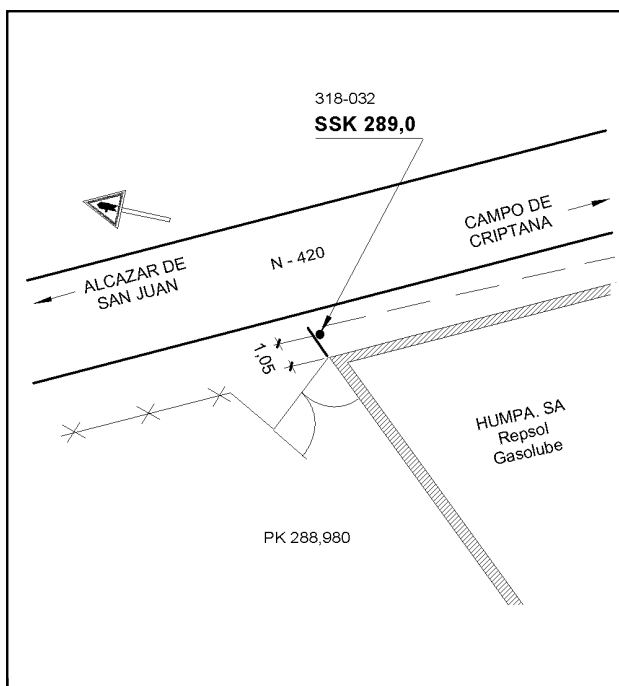 318-032
SSK 289,0
CAMPO DE
CRIPTANA
N - 420
ALCAZAR DE
SAN JUAN
1,05
HUMPA. SA
Repsol
Gasolube
PK 288,980